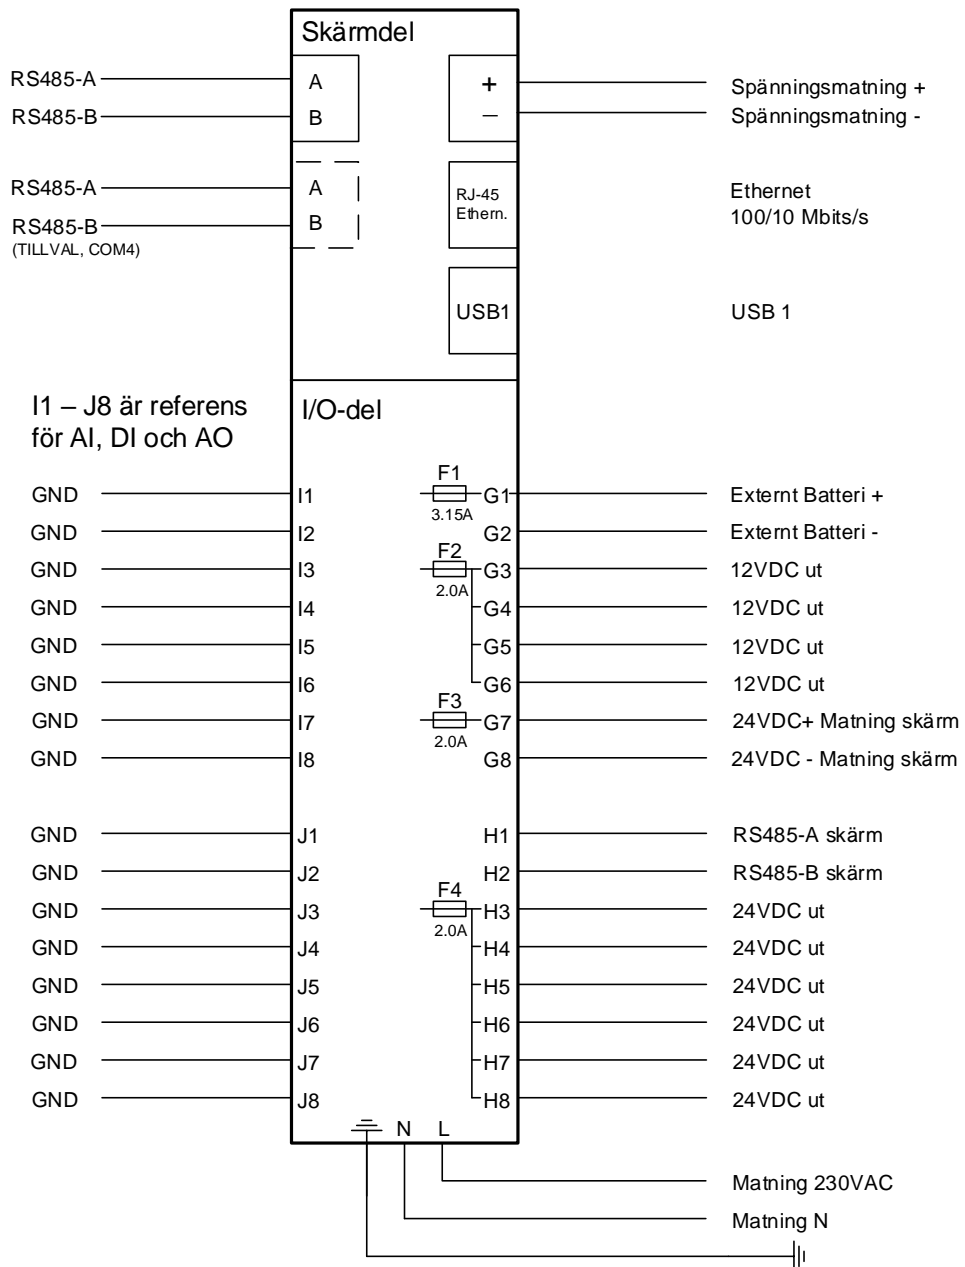 Skärmdel
RS485-A
A
+
Spänningsmatning +
RS485-B
B
–
Spänningsmatning -
RS485-A
A
RJ-45
Ethern.
Ethernet
100/10 Mbits/s
RS485-B
B
(TILLVAL, COM4)
USB1
USB 1
I1 – J8 är referens
för AI, DI och AO
I/O-del
GND
I1
F1
3.15A
G1
Externt Batteri +
GND
I2
G2
Externt Batteri -
GND
I3
F2
2.0A
G3
12VDC ut
GND
I4
G4
12VDC ut
GND
I5
G5
12VDC ut
GND
I6
G6
12VDC ut
GND
I7
F3
2.0A
G7
24VDC+ Matning skärm
GND
I8
G8
24VDC - Matning skärm
GND
J1
H1
RS485-A skärm
GND
J2
H2
RS485-B skärm
GND
J3
F4
2.0A
H3
24VDC ut
GND
J4
H4
24VDC ut
GND
J5
H5
24VDC ut
GND
J6
H6
24VDC ut
GND
J7
H7
24VDC ut
GND
J8
H8
24VDC ut
N
L
Matning 230VAC
Matning N